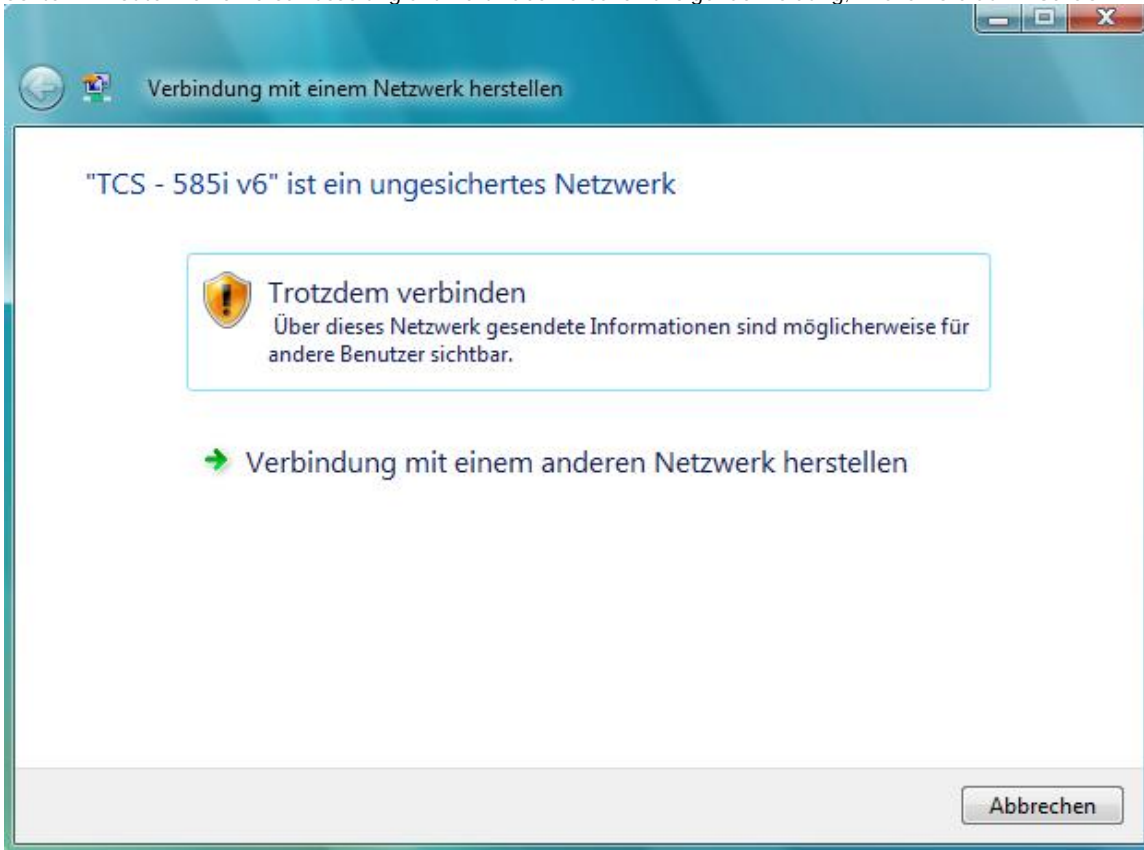 Verbindung mit einem Netzwerk herstellen
"TCS - 585i v6" ist ein ungesichertes Netzwerk
Trotzdem verbinden
Über dieses Netzwerk gesendete Informationen sind möglicherweise für
andere Benutzer sichtbar.
Verbindung mit einem anderen Netzwerk herstellen
Abbrechen